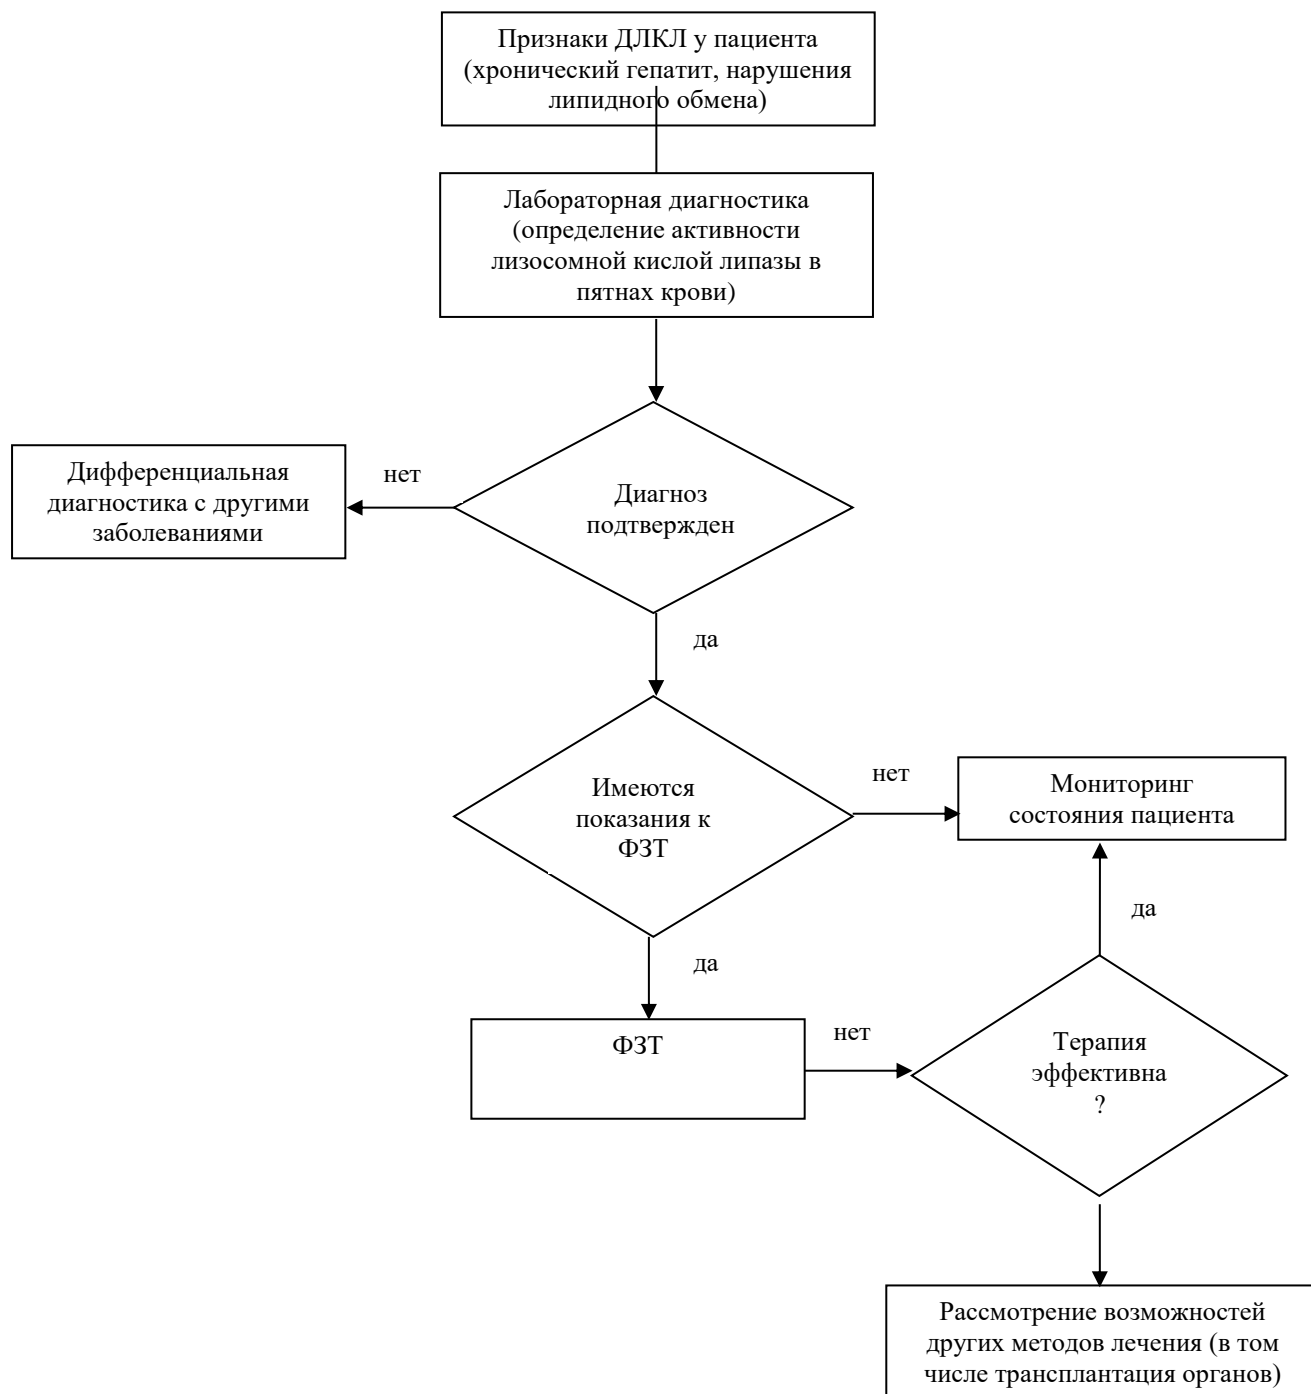 Признаки ДЛКЛ у пациента
(хронический гепатит, нарушения
липидного обмена)
Лабораторная диагностика
(определение активности
лизосомной кислой липазы в
пятнах крови)
Дифференциальная
диагностика с другими
заболеваниями
нет
Диагноз
подтвержден
да
Имеются
показания к
ФЗТ
нет
Мониторинг
состояния пациента
да
да
ФЗТ
нет
Терапия
эффективна
?
Рассмотрение возможностей
других методов лечения (в том
числе трансплантация органов)